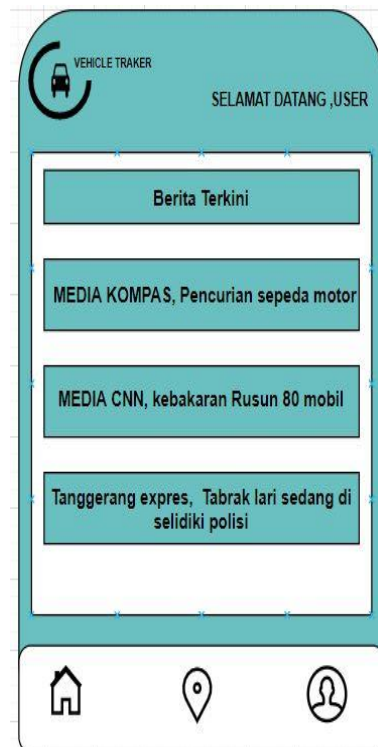 VEHICLE TRAKER
SELAMAT DATANG ,USER
Berita Terkini
MEDIA KOMPAS, Pencurian sepeda motor
MEDIA CNN, kebakaran Rusun 80 mobil
Tanggerang expres, Tabrak lari sedang di
selidiki polisi